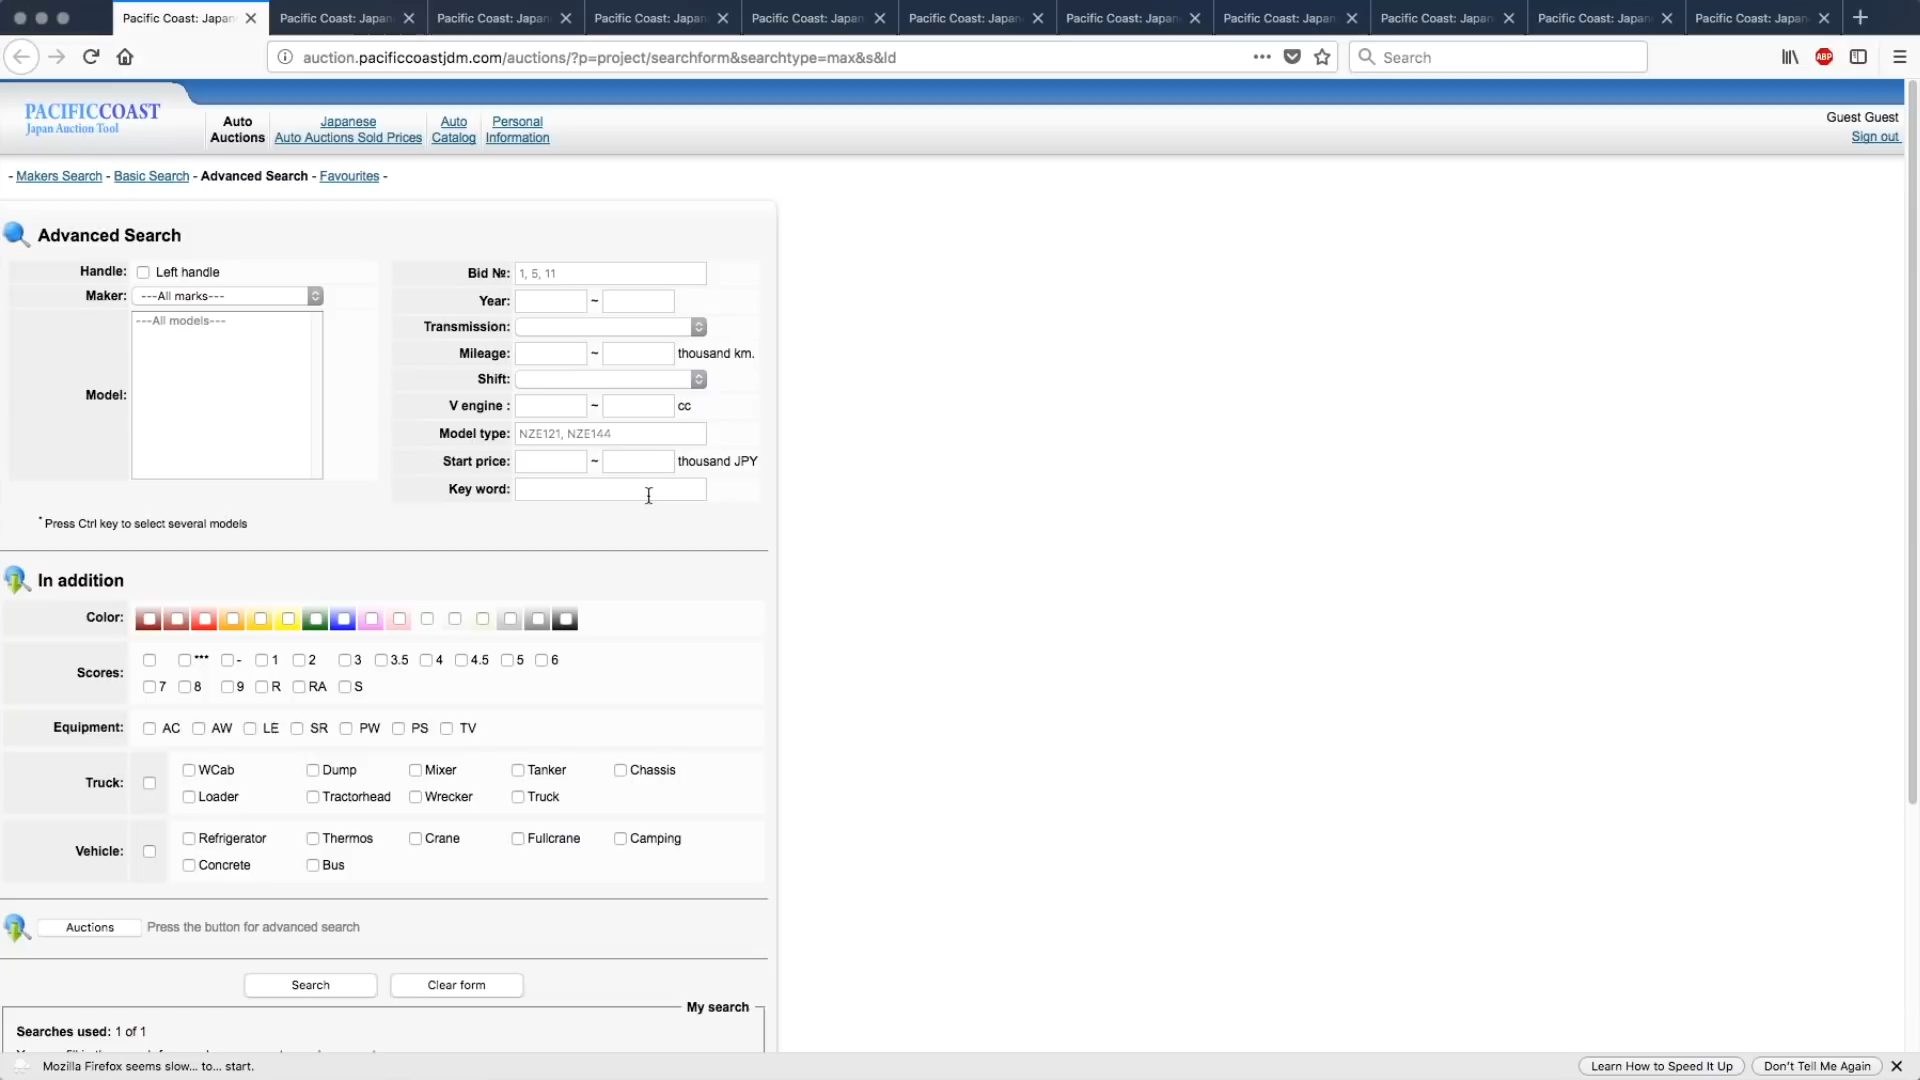 Pacific Coast: Japan Pacific Coast: Japan Pacific Coast: Japan Pacific Coast: Japan Pacific Coast: Japan Pacific Coast: Japan Pacific Coast: Japan Pacific Coast: Japan Pacific Coast: Japan Pacific Coast: Japan Pacific Coast: Japan
auction.pacificcoastjdm.com/auctions/?p=project/searchform&searchtype=max&s&ld
Search
ABP
PACIFICCOAST
Japan Auction Tool
Auto
Auctions
Japanese
Auto Auctions Sold Prices
Auto
Catalog
Personal
Information
Guest Guest
Sign out
- Makers Search - Basic Search - Advanced Search - Favourites -
Advanced Search
Handle: Left handle
Maker: ---All marks---
Model: ---All models---
Bid №: 1, 5, 11
Year: ~
Transmission:
Mileage: ~ thousand km.
Shift:
V engine : ~ cc
Model type: NZE121, NZE144
Start price: ~ thousand JPY
Key word:
* Press Ctrl key to select several models
In addition
Color:
Scores: *** - 1 2 3 3.5 4 4.5 5 6
7 8 9 R RA S
Equipment: AC AW LE SR PW PS TV
Truck: WCab Dump Mixer Tanker Chassis
Loader Tractorhead Wrecker Truck
Vehicle: Refrigerator Thermos Crane Fullcrane Camping
Concrete Bus
Auctions Press the button for advanced search
Search Clear form
My search
Searches used: 1 of 1
Mozilla Firefox seems slow... to... start.
Learn How to Speed It Up Don't Tell Me Again